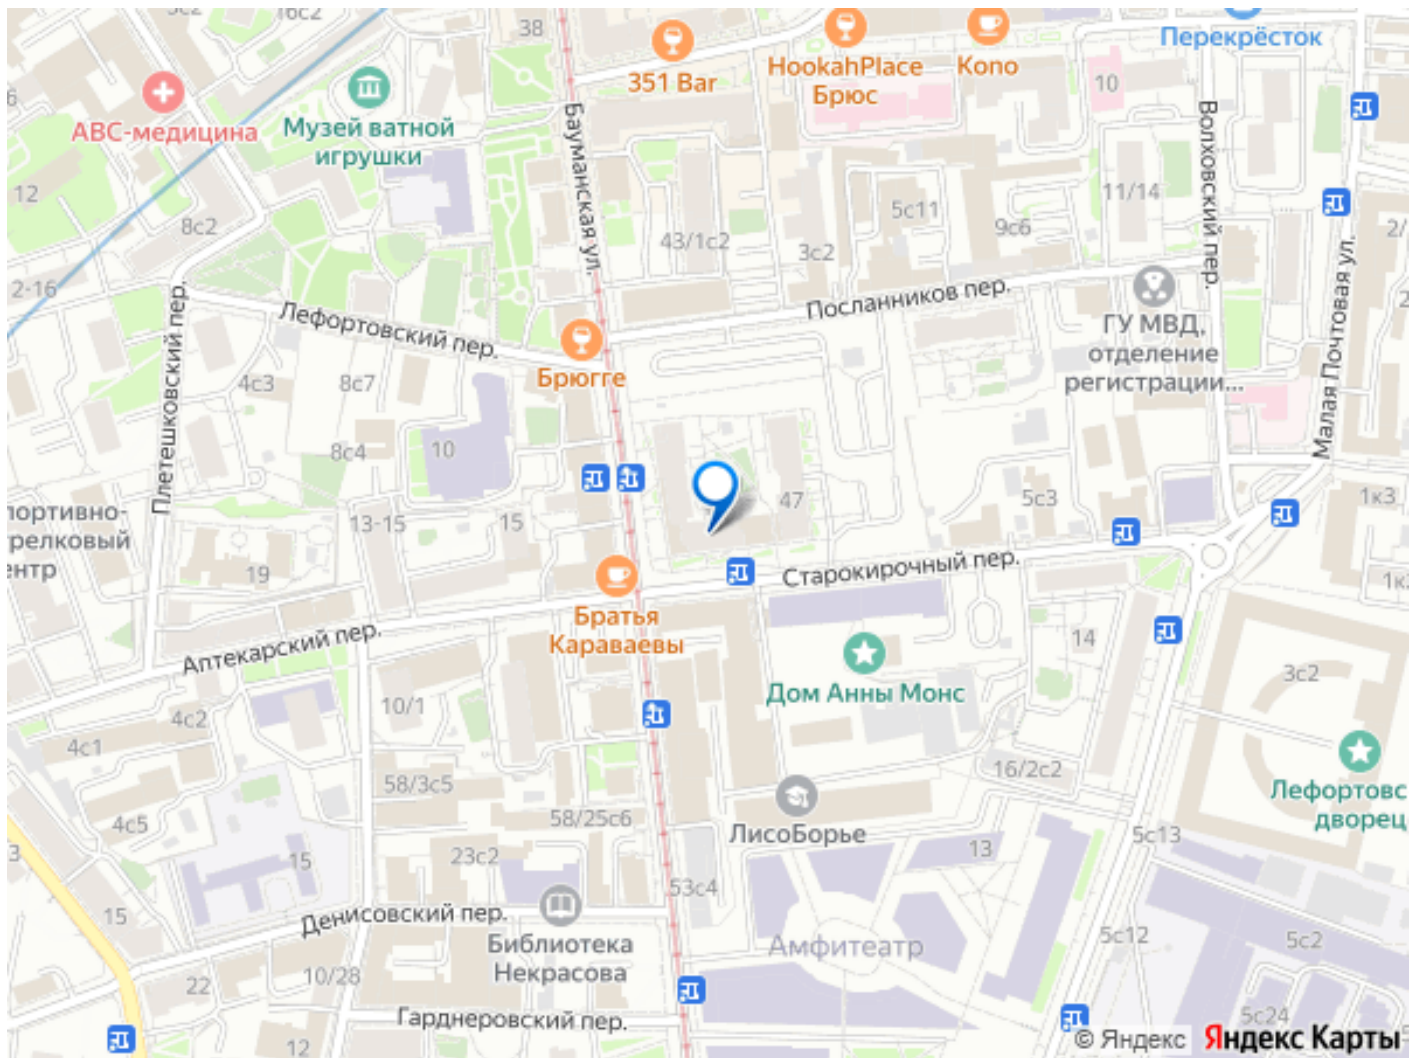 16с2
38
351 Bar
HookahPlace
Брюс
Koпo
Перекрёсток
10
АВС-медицина
Музей ватной
игрушки
Бауманская ул.
Волховский пер.
12
8с2
43/1с2
3с2
5с11
9с6
11/14
2/
2-16
Лефортовский пер.
Посланников пер.
Плетешковский пер.
Малая Почтовая ул.
ГУ МВД,
отделение
регистрации...
Брюгге
4с3
8с7
8с4
10
47
5с3
1к3
портивно-
трелковый
ентр
13-15
15
19
Старокирочный пер.
1к
Братья
Караваевы
Аптекарский пер.
14
Дом Анны Монс
3с2
10/1
4с2
4с1
58/3с5
16/2с2
Лефортовс
дворец
4с5
58/25с6
ЛисоБорье
5с13
13
23с2
15
53с4
15
Денисовский пер.
Библиотека
Некрасова
Амфитеатр
5с12
5с2
22
10/28
Гарднеровский пер.
12
5с24
© Яндекс Яндекс Карты